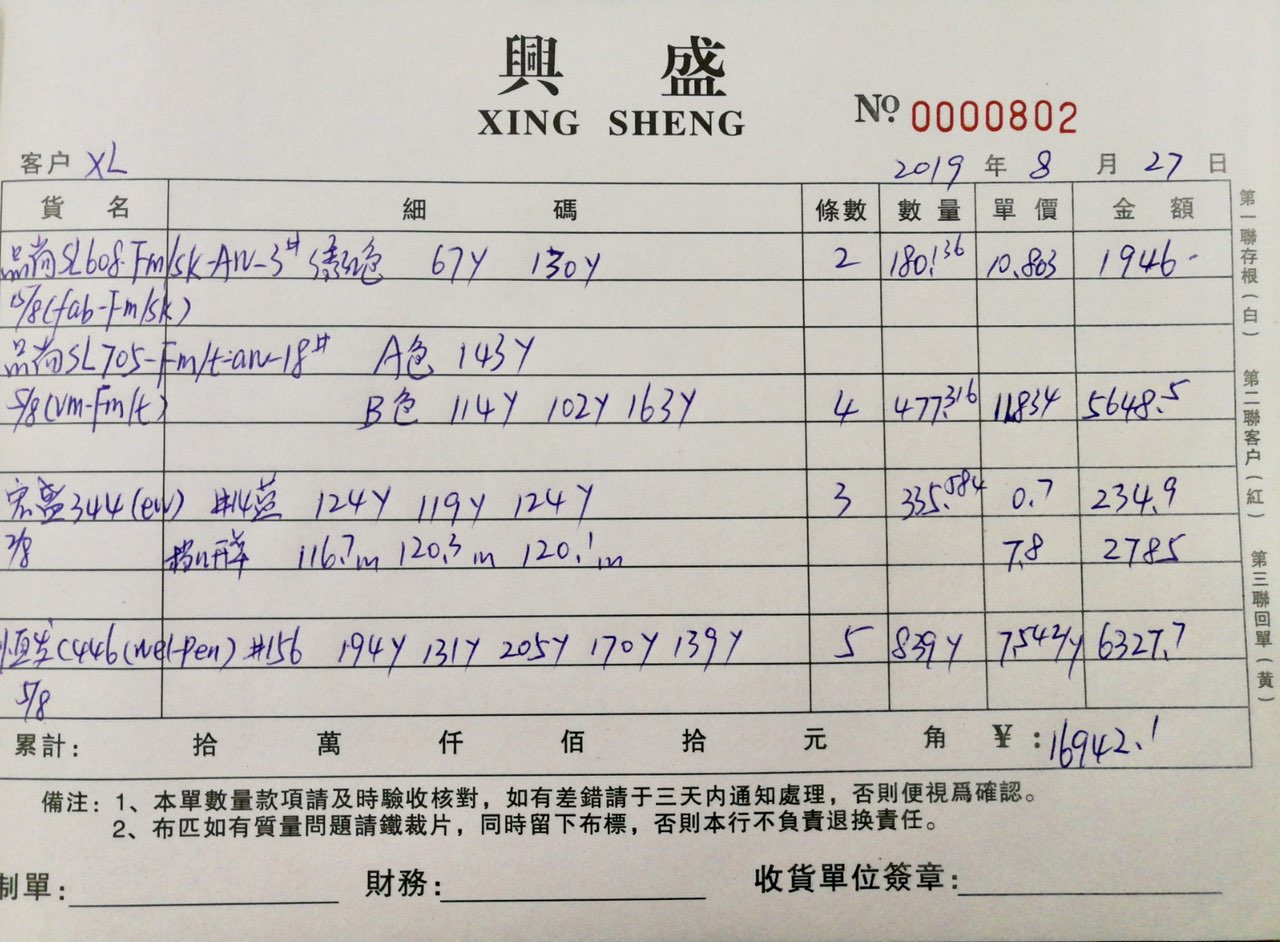 興 盛
XING SHENG
№ 0000802
客户 XL 2019 年 8 月 27 日
貨 名 細 碼 條數 數量 單價 金 額
品尚SL608-Fm/sk-AW-3# 色 67Y 130Y 2 180.136 10.803 1946-
15/8(fab-Fm/sk)
品尚SL705-Fm/t-aw-18# A色 143Y
5/8(vm-Fm/t) B色 114Y 102Y 163Y 4 477.316 11.834 5648.5
宏盛344(ew) #14蓝 124Y 119Y 124Y 3 335.584 0.7 234.9
7/8 116.7m 120.3m 120.1m 7.8 2785
恒发C446(wel-pen) #156 194Y 131Y 205Y 170Y 139Y 5 839Y 7.542/y 6327.7
5/8
累計: 拾 萬 仟 佰 拾 元 角 ¥:16942.1
備注: 1、本單數量款項請及時驗收核對，如有差錯請于三天内通知處理，否則便視爲確認。
2、布匹如有質量問題請鐵裁片，同時留下布標，否則本行不負責退换責任。
制單: 財務: 收貨單位簽章:
第一聯存根(白) 第二聯客户(紅) 第三聯回單(黄)